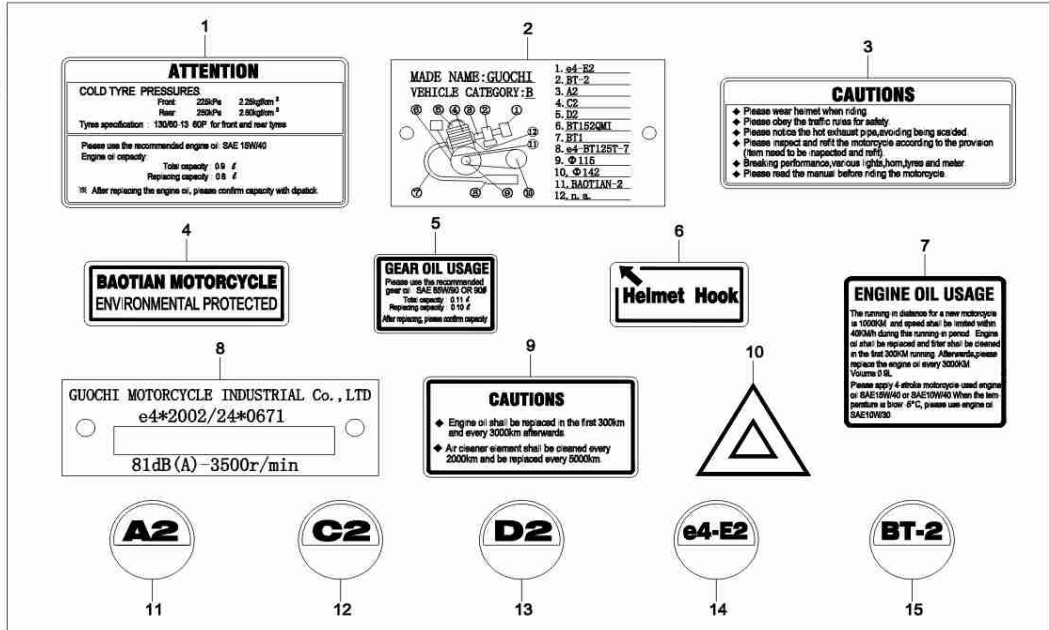 1
ATTENTION
COLD TYRE PRESSURES
Front 225kPa 2.25kgf/cm²
Rear 250kPa 2.50kgf/cm²
Tyres specification : 130/60-13 60P for front and rear tyres
Please use the recommended engine oil: SAE 15W/40
Engine oil capacity:
Total capacity : 0.9 ℓ
Replacing capacity : 0.8 ℓ
※ After replacing the engine oil, please confirm capacity with dipstick.
2
MADE NAME:GUOCHI
VEHICLE CATEGORY:B
⑥ ⑤ ④ ③ ② ①
⑫
⑪
⑦ ⑧ ⑨ ⑩
1. e4-E2
2. BT-2
3. A2
4. C2
5. D2
6. BT152QMI
7. BT1
8. e4-BT125T-7
9. Φ115
10. Φ142
11. BAOTIAN-2
12. n. a.
3
CAUTIONS
◆ Please wear helmet when riding
◆ Please obey the traffic rules for safety.
◆ Please notice the hot exhaust pipe,avoiding being scalded.
◆ Please inspect and refit the motorcycle according to the provision
(item need to be inspected and refit).
◆ Breaking performance,various lights,horn,tyres and meter
◆ Please read the manual before riding the motorcycle.
4
BAOTIAN MOTORCYCLE
ENVIRONMENTAL PROTECTED
5
GEAR OIL USAGE
Please use the recommended
gear oil SAE 85W/90 OR 90#
Total capacity : 0.11 ℓ
Replacing capacity : 0.10 ℓ
After replacing, please confirm capacity
6
Helmet Hook
7
ENGINE OIL USAGE
The running-in distance for a new motorcycle
is 1000KM and speed shall be limited within
40KM/h during this running-in period. Engine
oil shall be replaced and filter shall be cleaned
in the first 300KM running. Afterwards,please
replace the engine oil every 3000KM.
Volume 0.9L
Please apply 4-stroke motorcycle used engine
oil SAE15W/40 or SAE10W/40 When the tem-
perature is blow -5°C, please use engine oil
SAE10W/30
8
GUOCHI MOTORCYCLE INDUSTRIAL Co.,LTD
e4*2002/24*0671
81dB(A)-3500r/min
9
CAUTIONS
◆ Engine oil shall be replaced in the first 300km
and every 3000km afterwards.
◆ Air cleaner element shall be cleaned every
2000km and be replaced every 5000km.
10
A2
11
C2
12
D2
13
e4-E2
14
BT-2
15